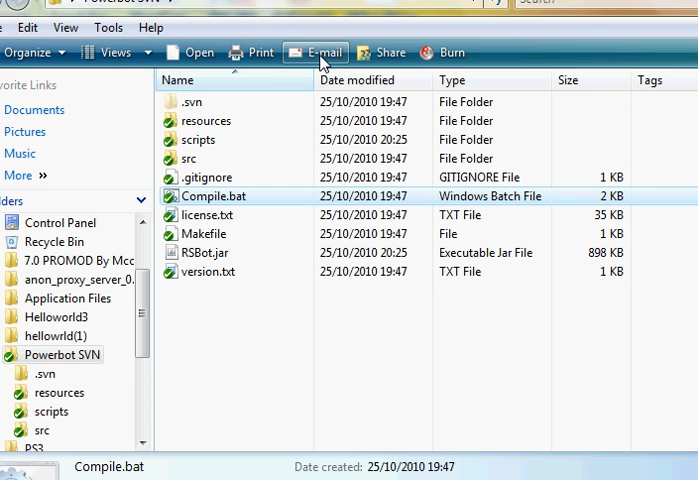 Powerbot SVN
Search
Edit View Tools Help
Organize Views Open Print E-mail Share Burn
vorite Links
Documents
Pictures
Music
More »
ders
Control Panel
Recycle Bin
7.0 PROMOD By Mcc
anon_proxy_server_0.
Application Files
Helloworld3
hellowrld(1)
Powerbot SVN
.svn
resources
scripts
src
PS3
Name Date modified Type Size Tags
.svn 25/10/2010 19:47 File Folder
resources 25/10/2010 19:47 File Folder
scripts 25/10/2010 20:25 File Folder
src 25/10/2010 19:47 File Folder
.gitignore 25/10/2010 19:47 GITIGNORE File 1 KB
Compile.bat 25/10/2010 19:47 Windows Batch File 2 KB
license.txt 25/10/2010 19:47 TXT File 35 KB
Makefile 25/10/2010 19:47 File 1 KB
RSBot.jar 25/10/2010 20:25 Executable Jar File 898 KB
version.txt 25/10/2010 19:47 TXT File 1 KB
Compile.bat Date created: 25/10/2010 19:47